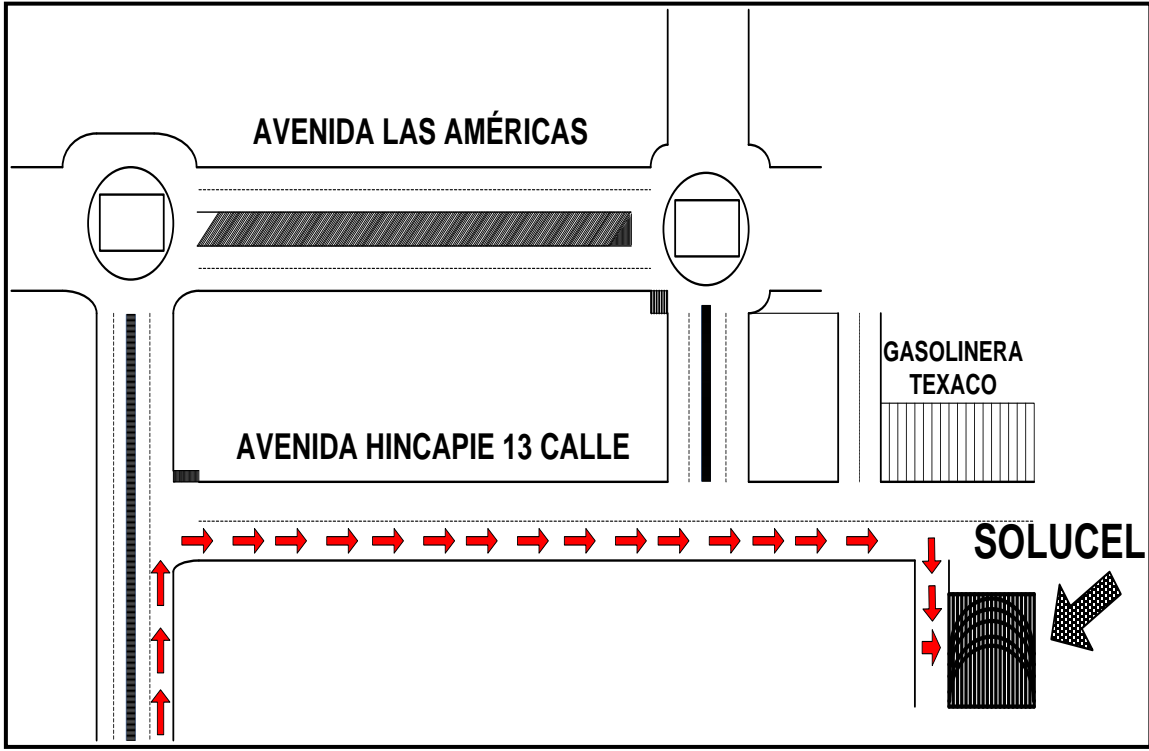 AVENIDA LAS AMÉRICAS
GASOLINERA
TEXACO
AVENIDA HINCAPIE 13 CALLE
SOLUCEL